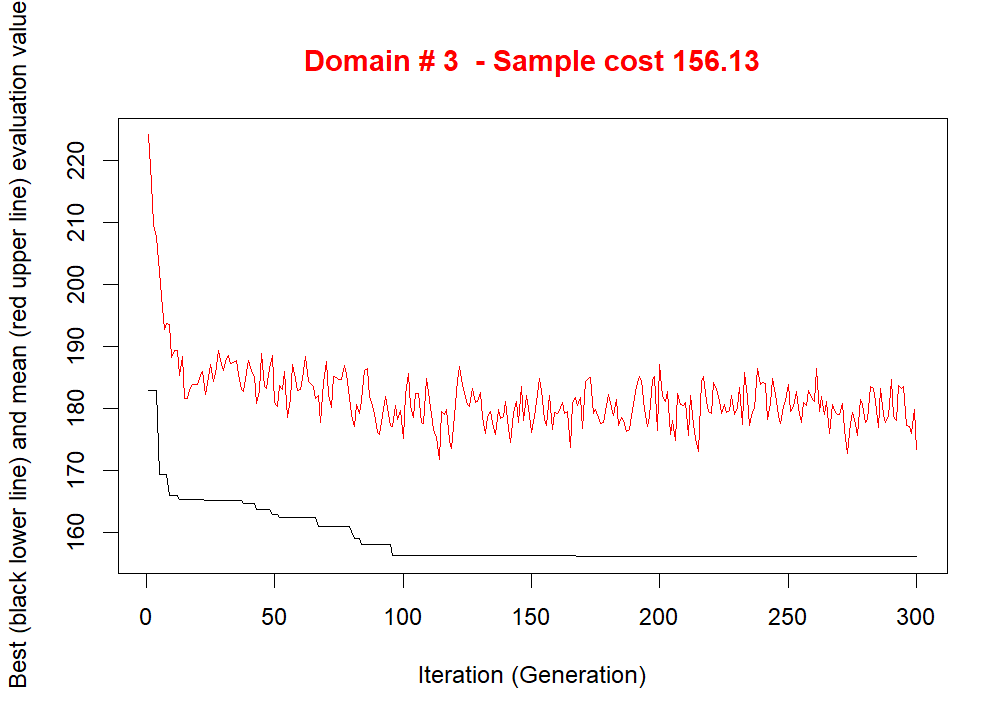 Domain # 3  - Sample cost 156.13
Best (black lower line) and mean (red upper line) evaluation value
220
210
200
190
180
170
160
0 50 100 150 200 250 300
Iteration (Generation)